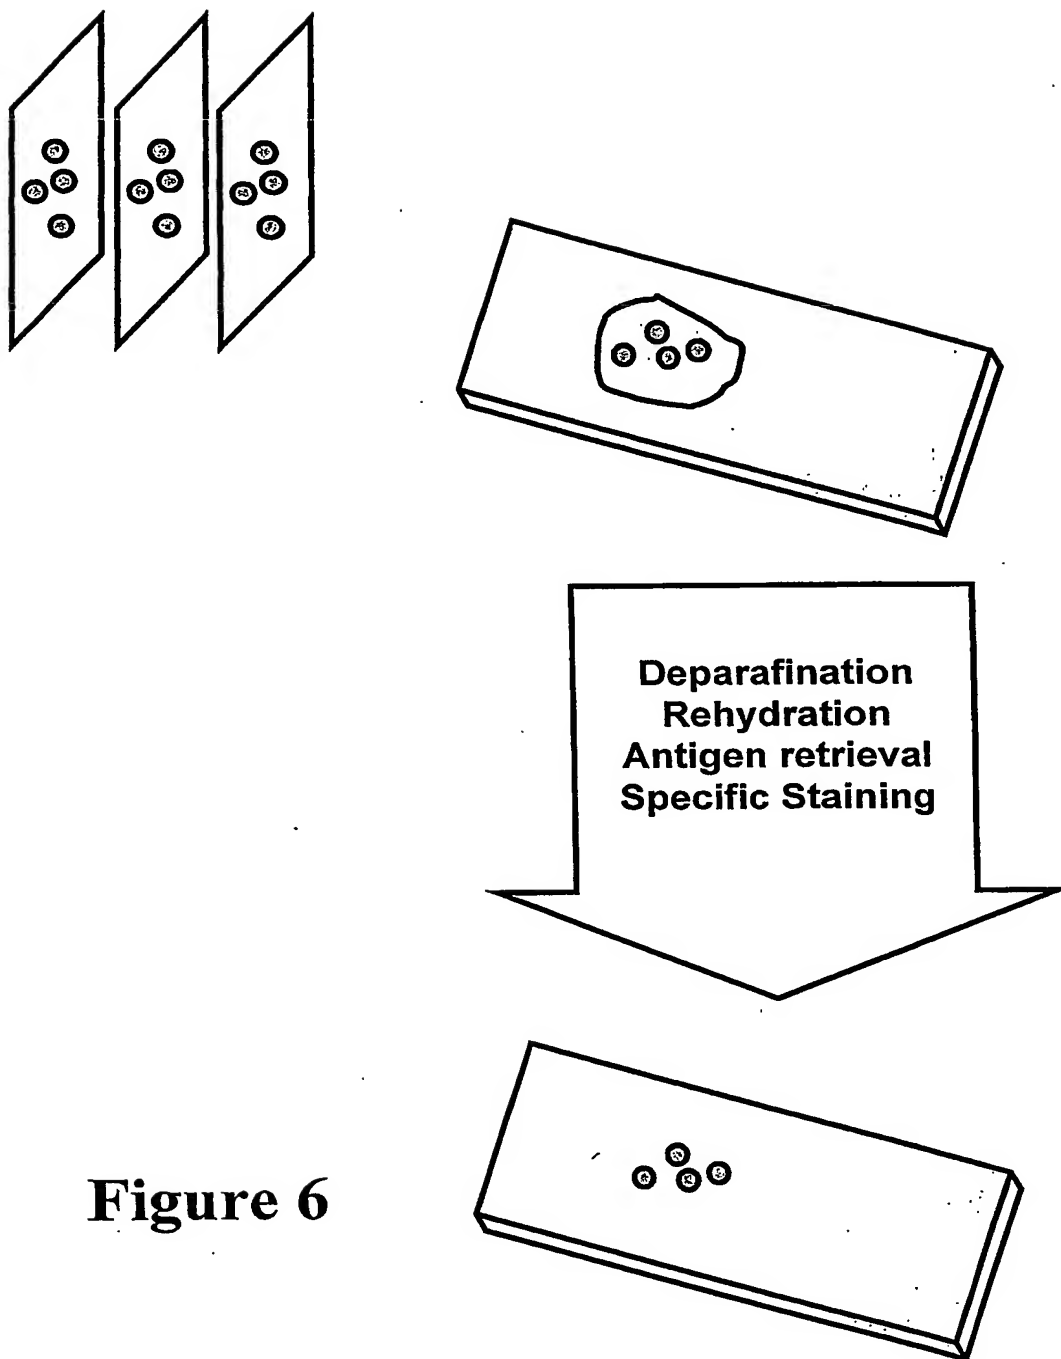 Deparafination
Rehydration
Antigen retrieval
Specific Staining
Figure 6